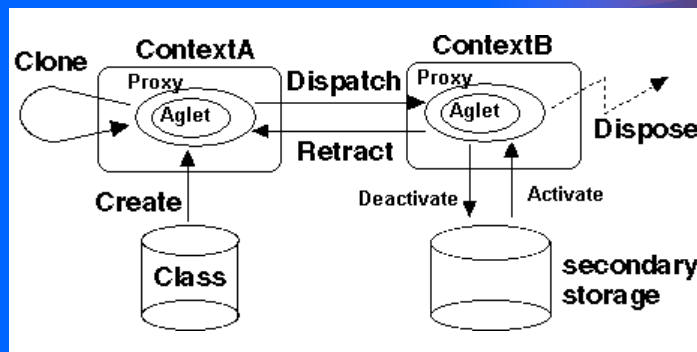 ContextA
ContextB
Clone
Proxy
Aglet
Dispatch
Proxy
Aglet
Dispose
Retract
Create
Deactivate
Activate
Class
secondary
storage